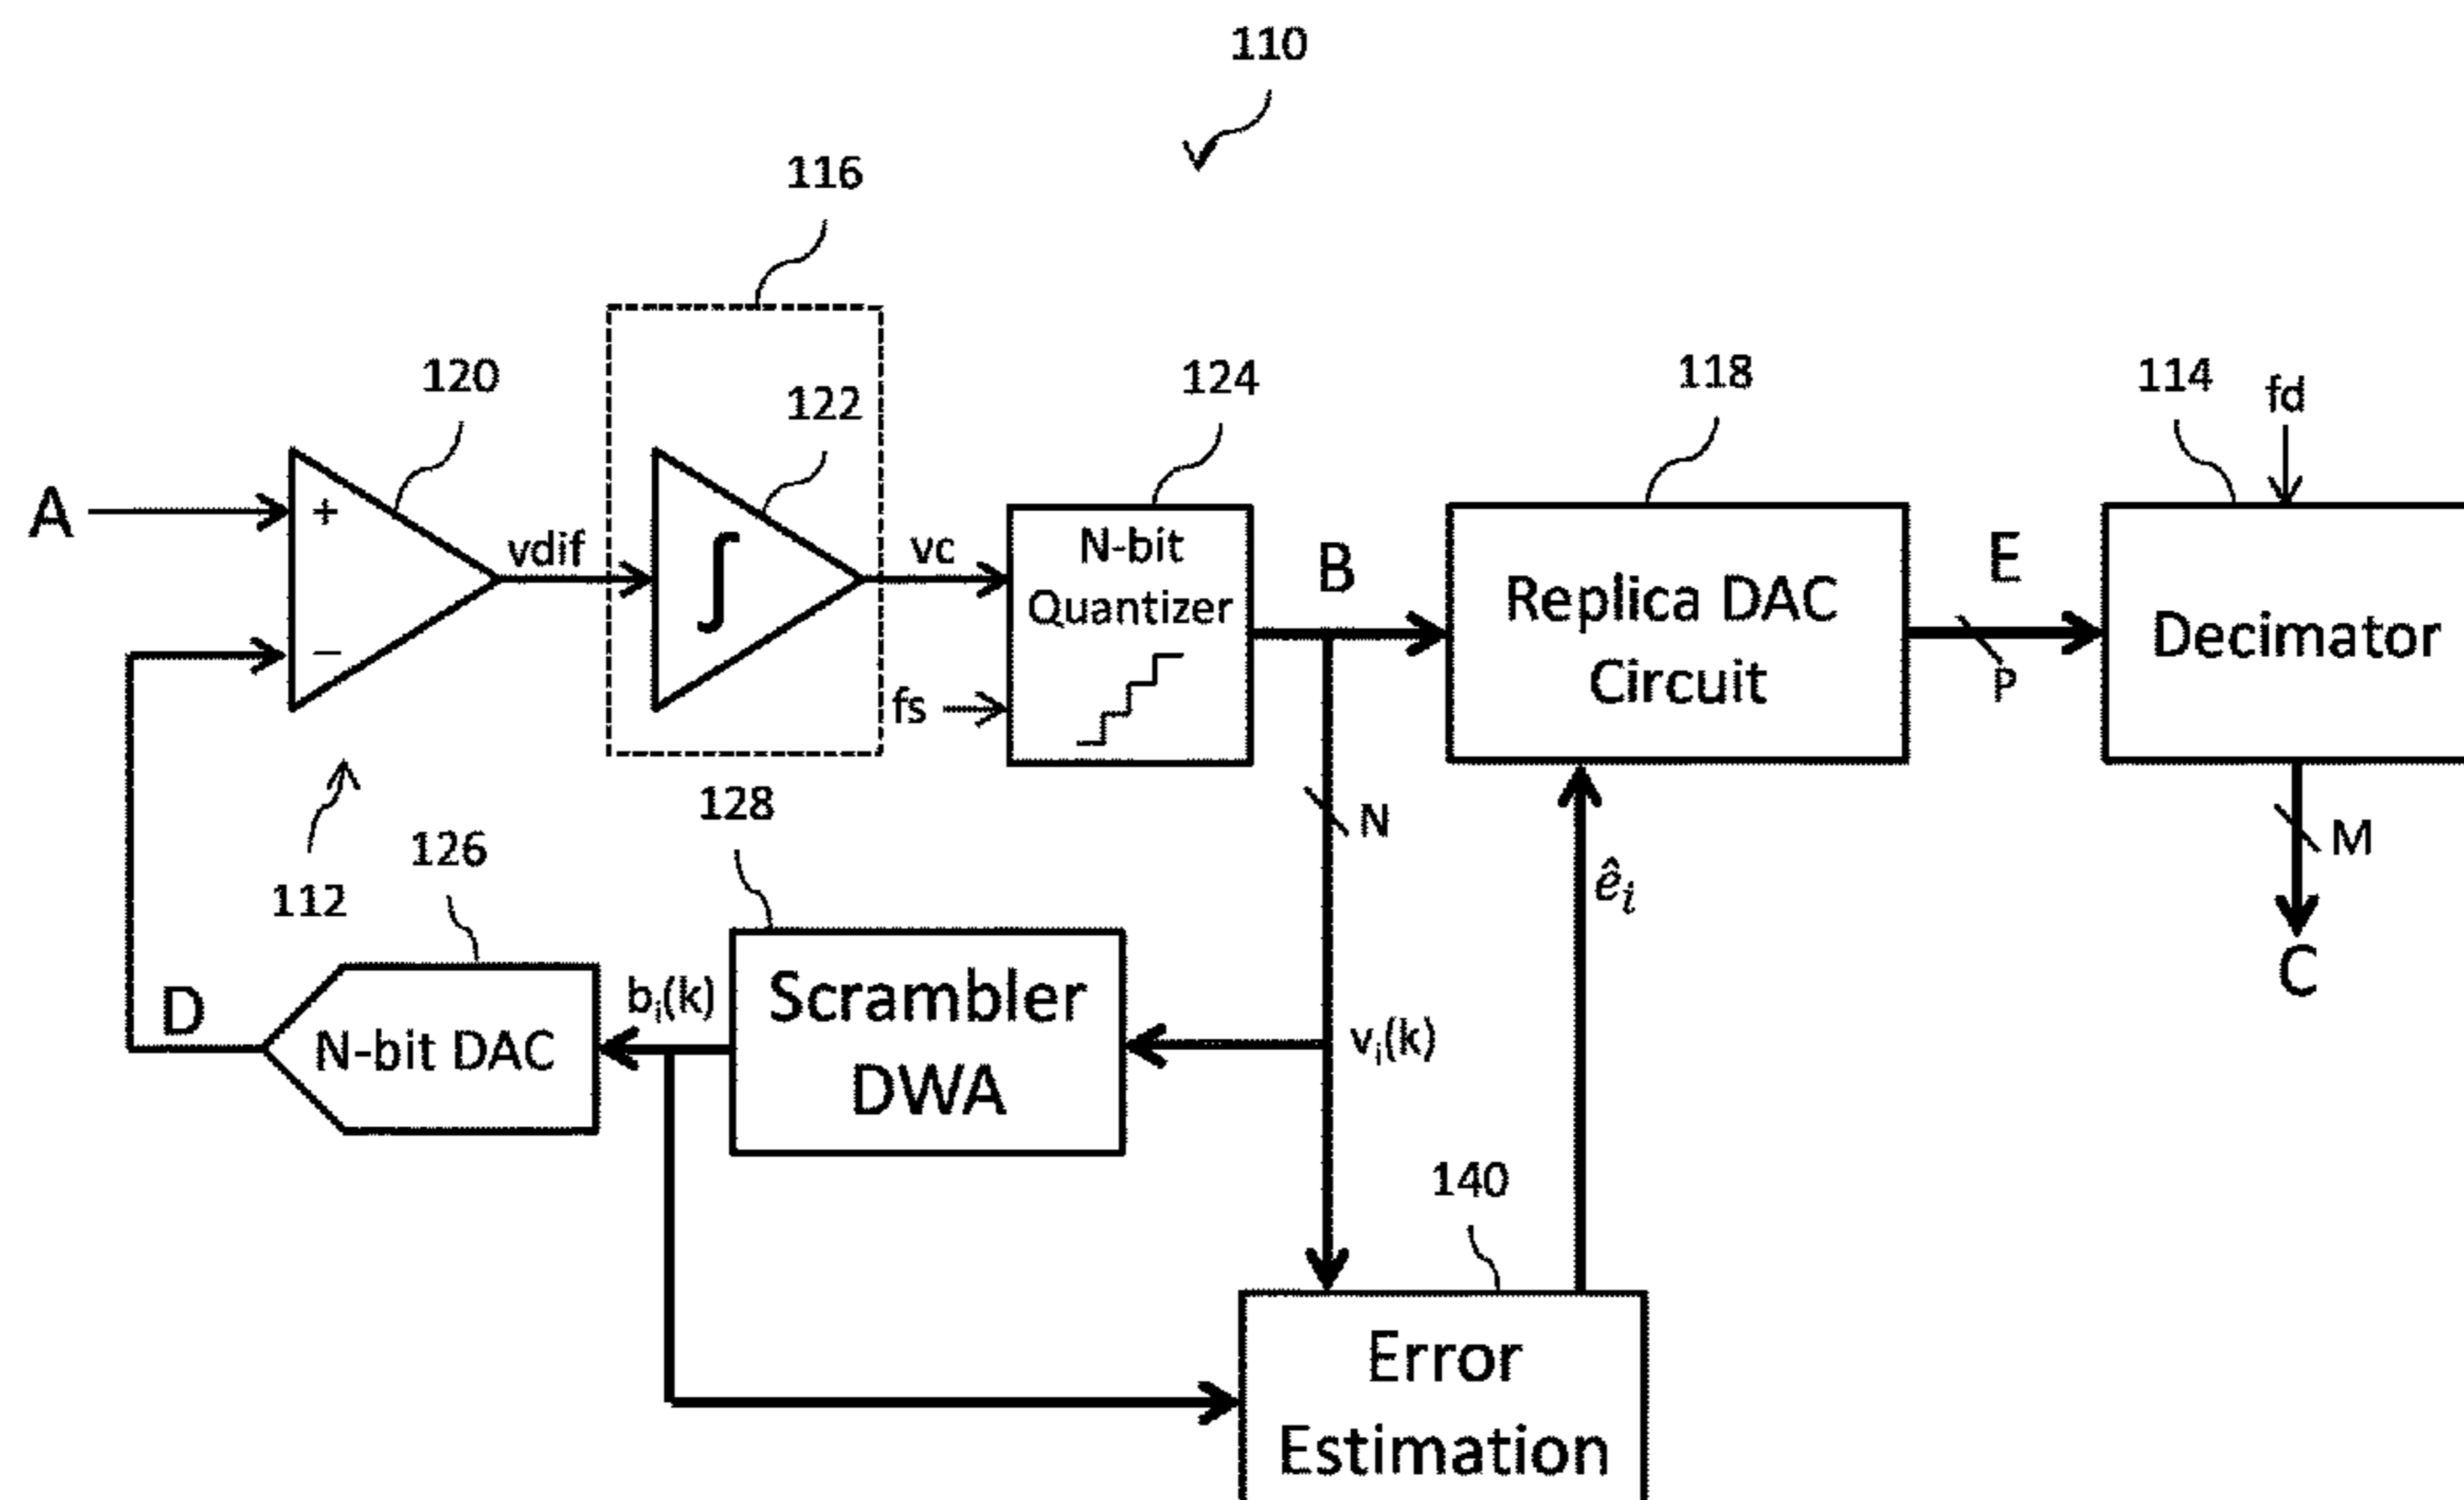 110
116
120
122
124
118
114
fd
A
+
vdif
∫
vc
N-bit
Quantizer
fs
B
Replica DAC
Circuit
E
P
Decimator
−
112
126
128
N
ê_i
M
C
D
N-bit DAC
b_i(k)
Scrambler
DWA
v_i(k)
140
Error
Estimation